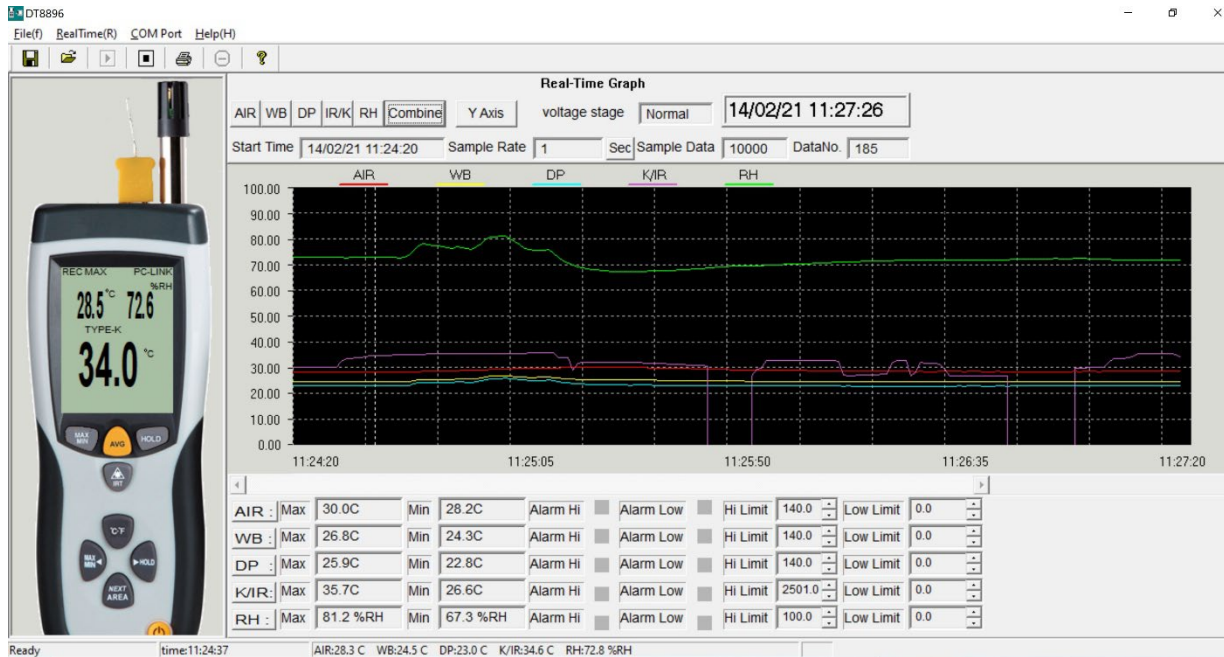 DT8896
File(f) RealTime(R) COM Port Help(H)
Real-Time Graph
AIR WB DP IR/K RH Combine Y Axis voltage stage Normal 14/02/21 11:27:26
Start Time 14/02/21 11:24:20 Sample Rate 1 Sec Sample Data 10000 DataNo. 185
AIR WB DP K/IR RH
100.00
90.00
80.00
70.00
60.00
50.00
40.00
30.00
20.00
10.00
0.00
11:24:20 11:25:05 11:25:50 11:26:35 11:27:20
REC MAX PC-LINK
%RH
28.5 °C 72.6
TYPE-K
34.0 °C
MAX MIN AVG HOLD
IRT
°C·°F
MAX MIN HOLD
NEXT AREA
AIR : Max 30.0C Min 28.2C Alarm Hi Alarm Low Hi Limit 140.0 Low Limit 0.0
WB : Max 26.8C Min 24.3C Alarm Hi Alarm Low Hi Limit 140.0 Low Limit 0.0
DP : Max 25.9C Min 22.8C Alarm Hi Alarm Low Hi Limit 140.0 Low Limit 0.0
K/IR: Max 35.7C Min 26.6C Alarm Hi Alarm Low Hi Limit 2501.0 Low Limit 0.0
RH : Max 81.2 %RH Min 67.3 %RH Alarm Hi Alarm Low Hi Limit 100.0 Low Limit 0.0
Ready time:11:24:37 AIR:28.3 C WB:24.5 C DP:23.0 C K/IR:34.6 C RH:72.8 %RH